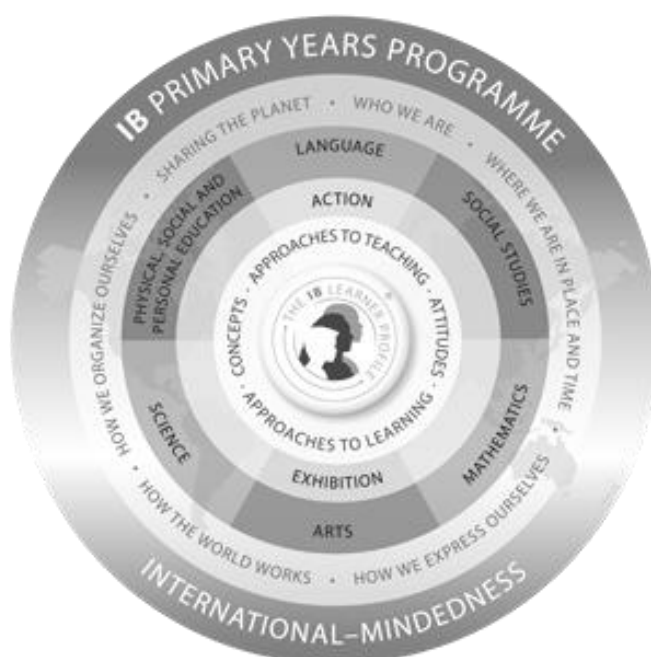 IB PRIMARY YEARS PROGRAMME
SHARING THE PLANET • WHO WE ARE • WHERE WE ARE IN PLACE AND TIME • HOW WE EXPRESS OURSELVES • HOW THE WORLD WORKS • HOW WE ORGANIZE OURSELVES •
LANGUAGE
SOCIAL STUDIES
MATHEMATICS
ARTS
SCIENCE
PHYSICAL, SOCIAL AND
PERSONAL EDUCATION
ACTION
EXHIBITION
CONCEPTS · APPROACHES TO TEACHING · ATTITUDES ·
APPROACHES TO LEARNING ·
THE IB LEARNER PROFILE
INTERNATIONAL–MINDEDNESS